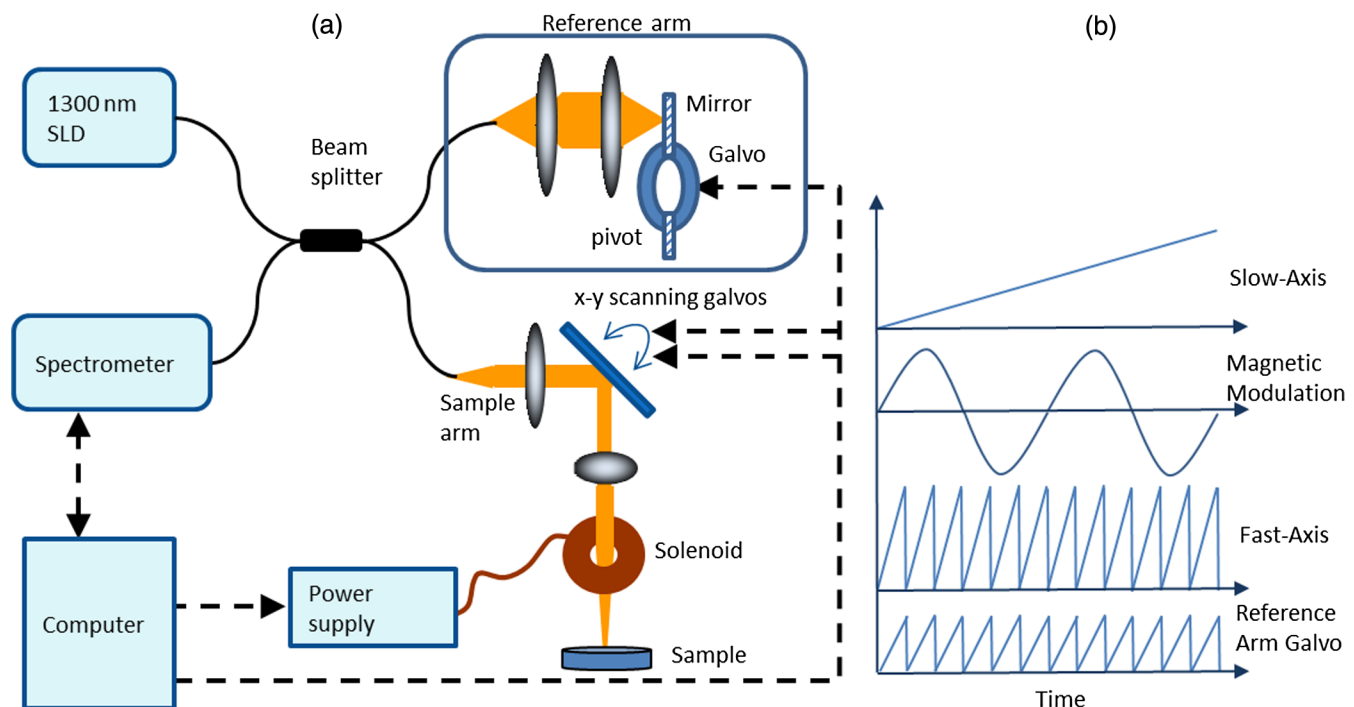 (a)
(b)
Reference arm
1300 nm
SLD
Mirror
Beam
splitter
Galvo
pivot
x-y scanning galvos
Slow-Axis
Spectrometer
Magnetic
Modulation
Sample
arm
Fast-Axis
Solenoid
Computer
Power
supply
Sample
Reference
Arm Galvo
Time